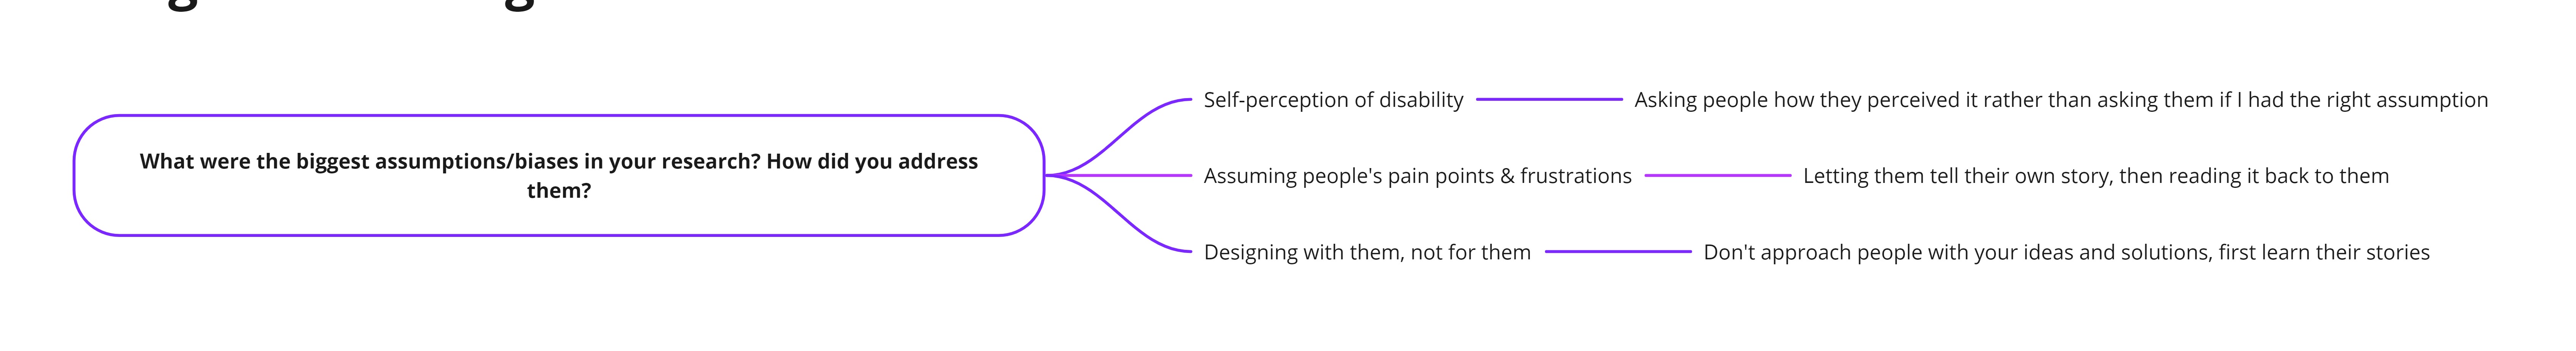 What were the biggest assumptions/biases in your research? How did you address
them?
Self-perception of disability
Asking people how they perceived it rather than asking them if I had the right assumption
Assuming people's pain points & frustrations
Letting them tell their own story, then reading it back to them
Designing with them, not for them
Don't approach people with your ideas and solutions, first learn their stories